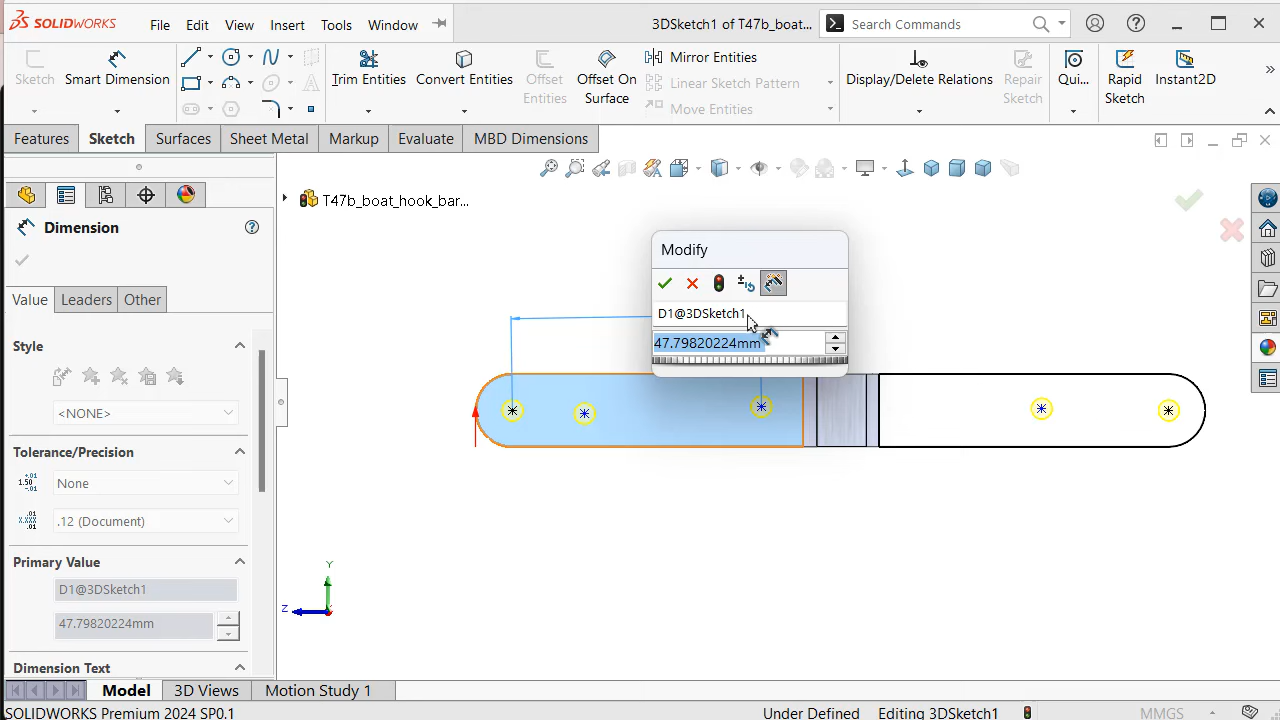 SOLIDWORKS File Edit View Insert Tools Window 3DSketch1 of T47b_boat... Search Commands
Sketch Smart Dimension Trim Entities Convert Entities Offset Entities Offset On Surface Mirror Entities Linear Sketch Pattern Move Entities Display/Delete Relations Repair Sketch Qui... Rapid Sketch Instant2D
Features Sketch Surfaces Sheet Metal Markup Evaluate MBD Dimensions
T47b_boat_hook_bar...
Dimension
Value Leaders Other
Style
<NONE>
Tolerance/Precision
1.50 +.01 -.01 None
.12 (Document)
Primary Value
D1@3DSketch1
47.79820224mm
Dimension Text
Modify
D1@3DSketch1
47.79820224mm
Y
Z
Model 3D Views Motion Study 1
SOLIDWORKS Premium 2024 SP0.1 Under Defined Editing 3DSketch1 MMGS